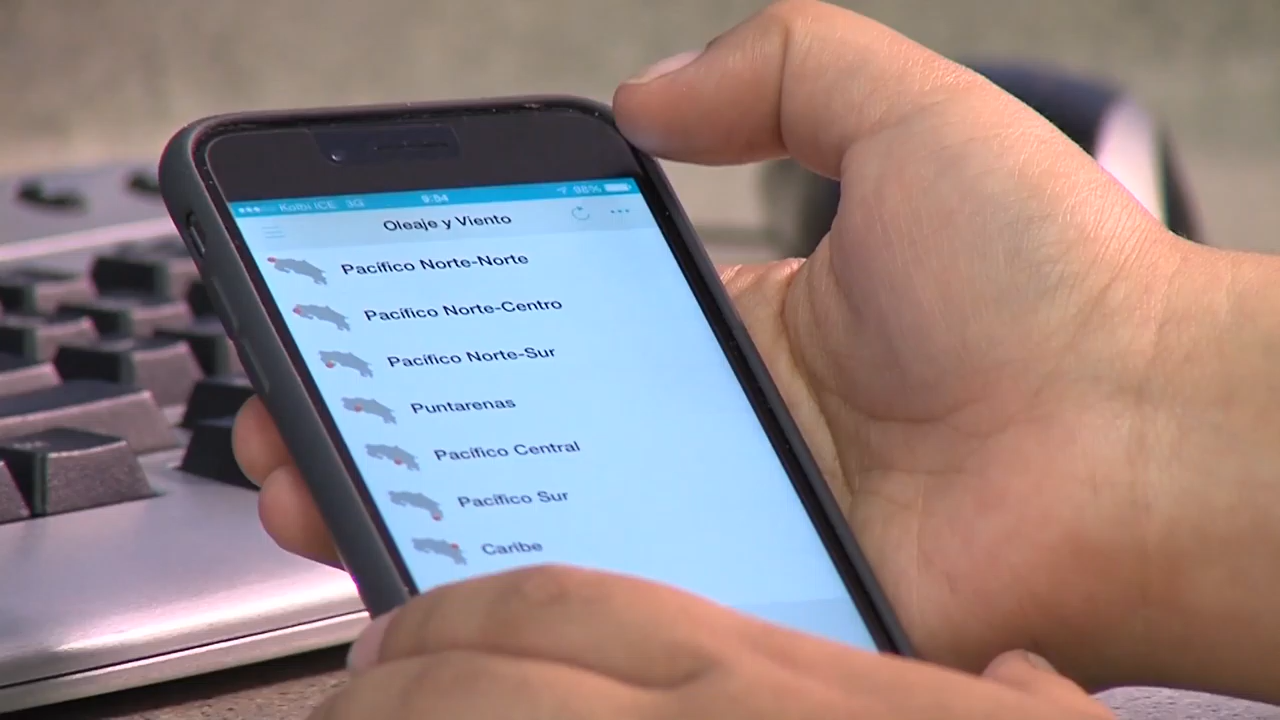 Kolbi ICE 3G 9:54 98%
Oleaje y Viento
Pacífico Norte-Norte
Pacífico Norte-Centro
Pacífico Norte-Sur
Puntarenas
Pacífico Central
Pacífico Sur
Caribe